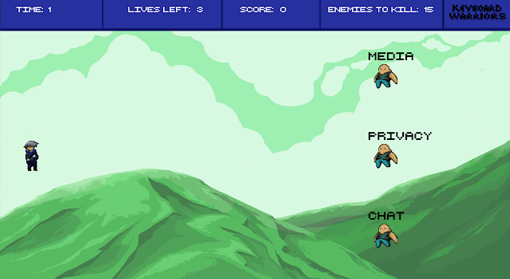 TIME: 1
LIVES LEFT: 3
SCORE: 0
ENEMIES TO KILL: 15
KEYBOARD
WARRIORS
MEDIA
PRIVACY
CHAT